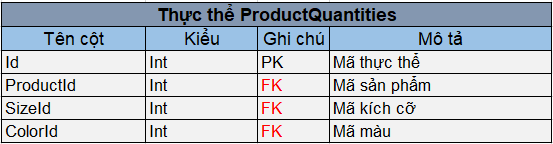 Thực thể ProductQuantities
Tên cột Kiểu Ghi chú Mô tả
Id Int PK Mã thực thể
ProductId Int FK Mã sản phẩm
SizeId Int FK Mã kích cỡ
ColorId Int FK Mã màu